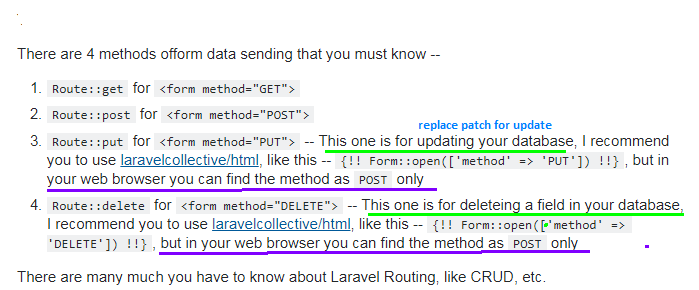 There are 4 methods ofform data sending that you must know --
1. Route::get for <form method="GET">
2. Route::post for <form method="POST">
replace patch for update
3. Route::put for <form method="PUT"> -- This one is for updating your database, I recommend
you to use laravelcollective/html, like this -- {!! Form::open(['method' => 'PUT']) !!} , but in
your web browser you can find the method as POST only
4. Route::delete for <form method="DELETE"> -- This one is for deleteing a field in your database,
I recommend you to use laravelcollective/html, like this -- {!! Form::open(['method' =>
'DELETE']) !!} , but in your web browser you can find the method as POST only
There are many much you have to know about Laravel Routing, like CRUD, etc.